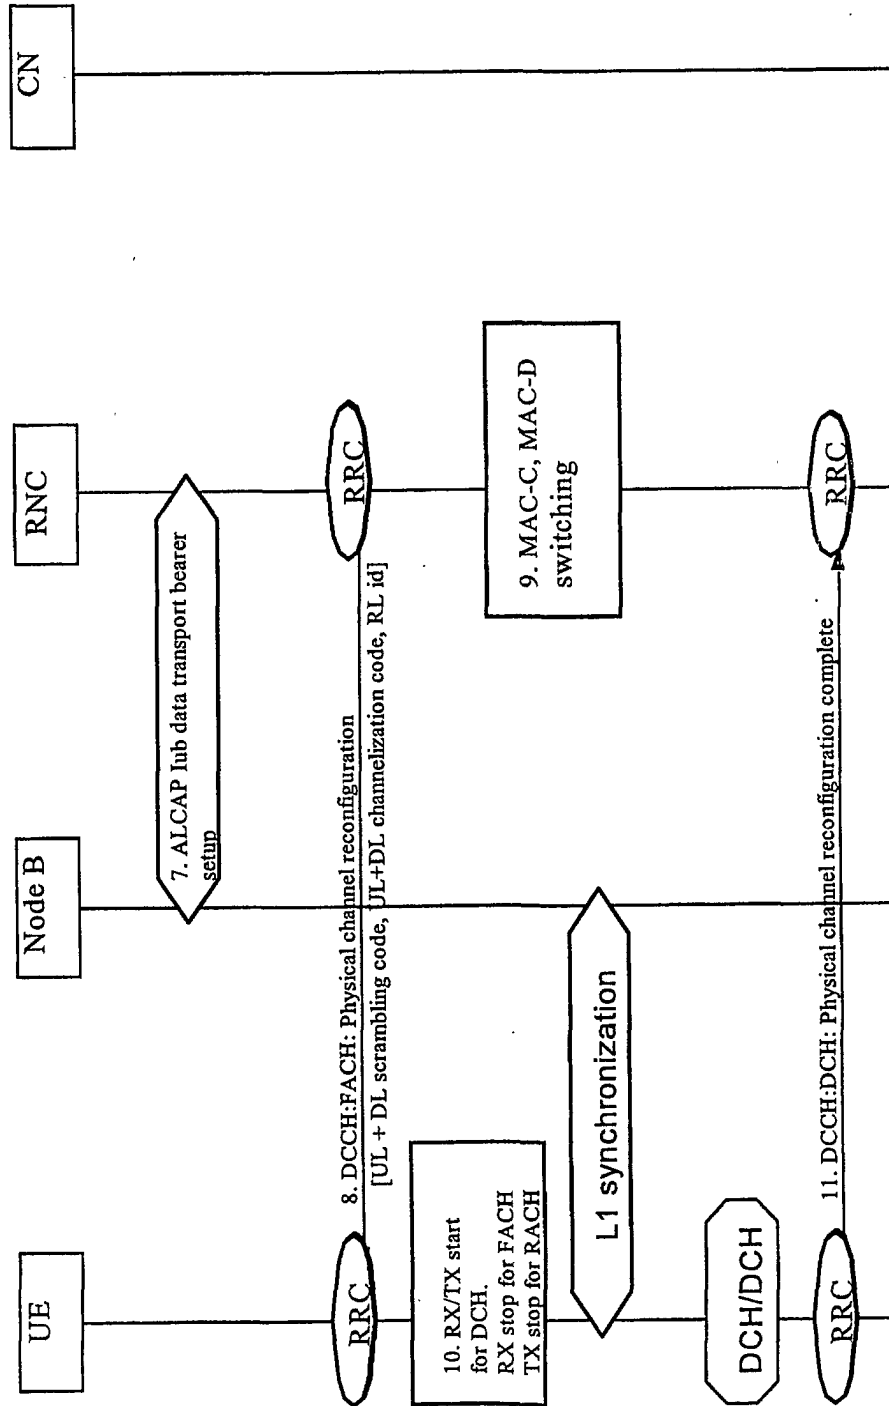 UE
Node B
RNC
CN
7. ALCAP Iub data transport bearer
setup
RRC
8. DCCH:FACH: Physical channel reconfiguration
[UL + DL scrambling code, UL+DL channelization code, RL id]
RRC
10. RX/TX start
for DCH.
RX stop for FACH
TX stop for RACH
9. MAC-C, MAC-D
switching
L1 synchronization
DCH/DCH
RRC
11. DCCH:DCH: Physical channel reconfiguration complete
RRC